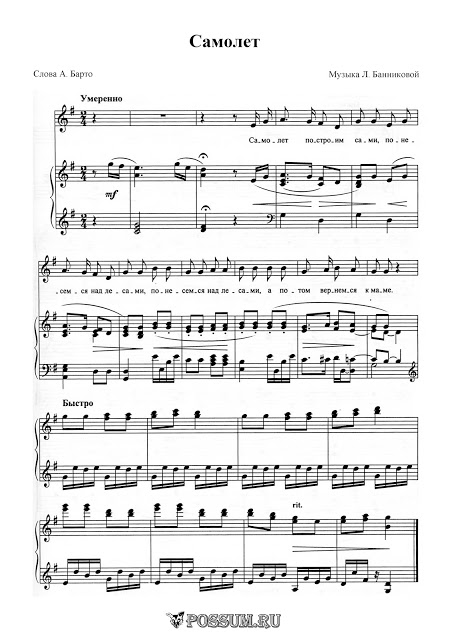 Самолет
Слова А. Барто
Музыка Л. Банниковой
Умеренно
mf
Са_мо_лет по_стро_им са_ми, по_не_
_сем_ся над ле_са_ми, по_не_сем_ся над ле_са_ми, а по_том вер_нем_ся к ма_ме.
Быстро
rit.
POSSUM.RU